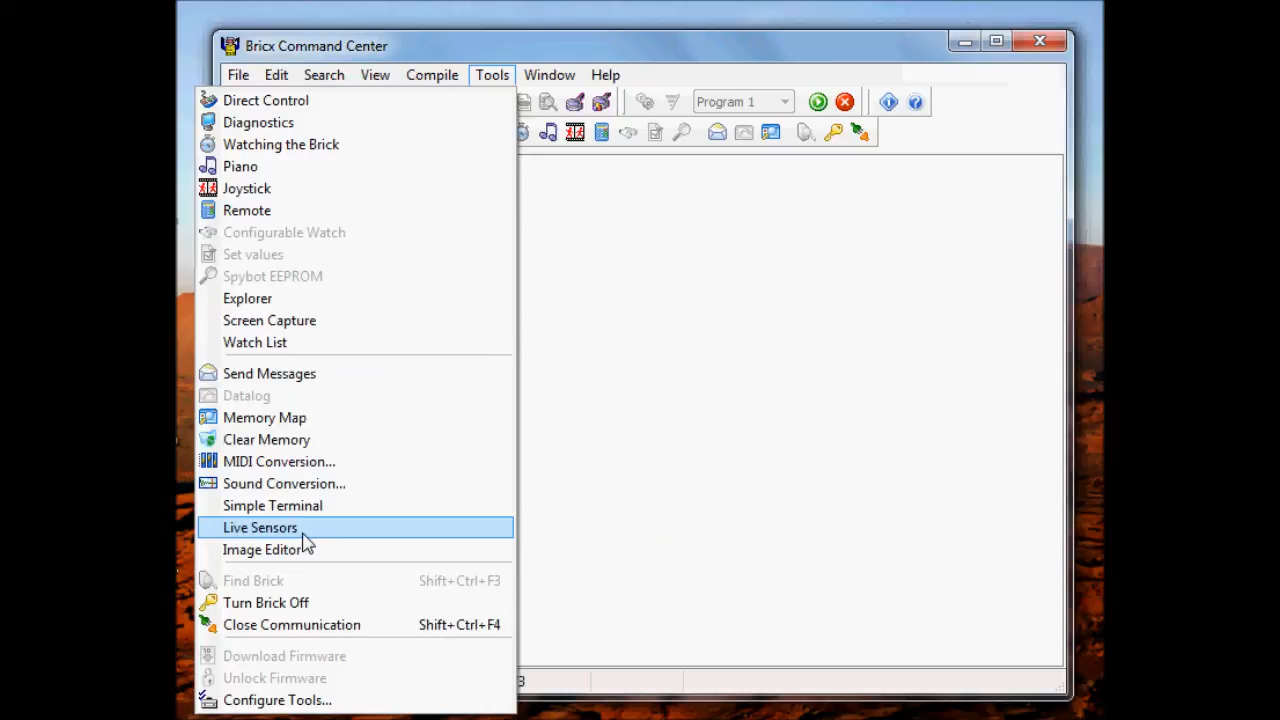 Bricx Command Center
File Edit Search View Compile Tools Window Help
Direct Control
Program 1
Diagnostics
Watching the Brick
Piano
Joystick
Remote
Configurable Watch
Set values
Spybot EEPROM
Explorer
Screen Capture
Watch List
Send Messages
Datalog
Memory Map
Clear Memory
MIDI Conversion...
Sound Conversion...
Simple Terminal
Live Sensors
Image Editor
Find Brick Shift+Ctrl+F3
Turn Brick Off
Close Communication Shift+Ctrl+F4
Download Firmware
Unlock Firmware
3
Configure Tools...